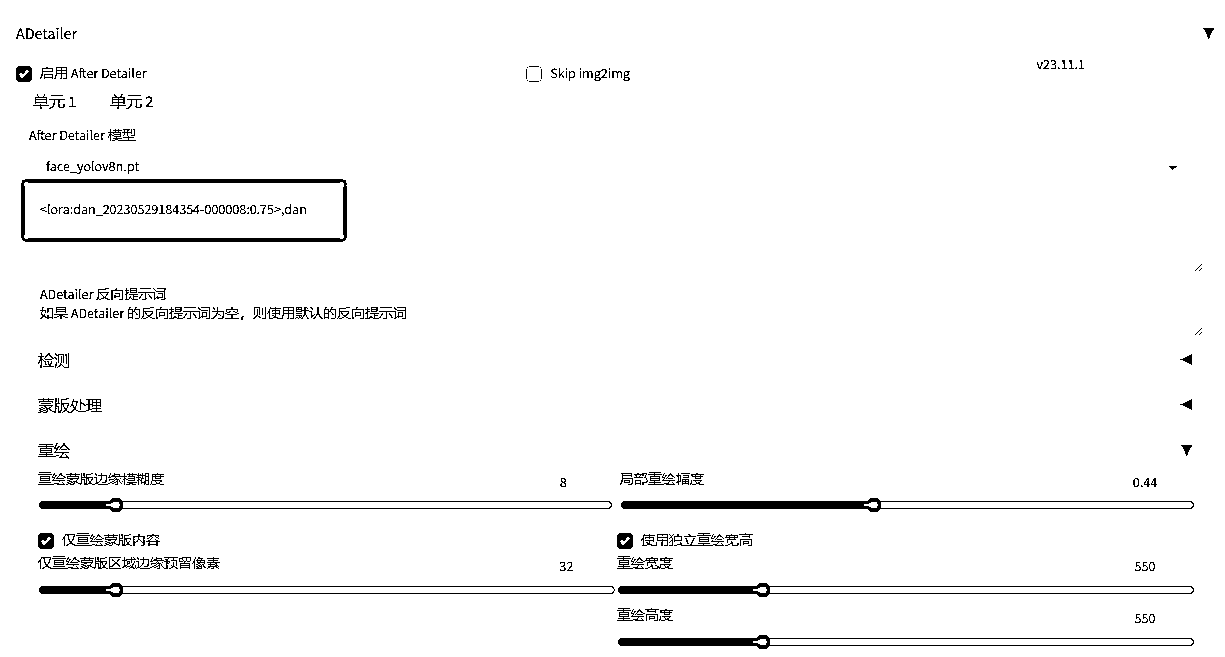 ADetailer
启用 After Detailer
Skip img2img
v23.11.1
单元 1
单元 2
After Detailer 模型
face_yolov8n.pt
<lora:dan_20230529184354-000008:0.75>,dan
ADetailer 反向提示词
如果 ADetailer 的反向提示词为空，则使用默认的反向提示词
检测
蒙版处理
重绘
重绘蒙版边缘模糊度
8
局部重绘幅度
0.44
仅重绘蒙版内容
使用独立重绘宽高
仅重绘蒙版区域边缘预留像素
32
重绘宽度
550
重绘高度
550